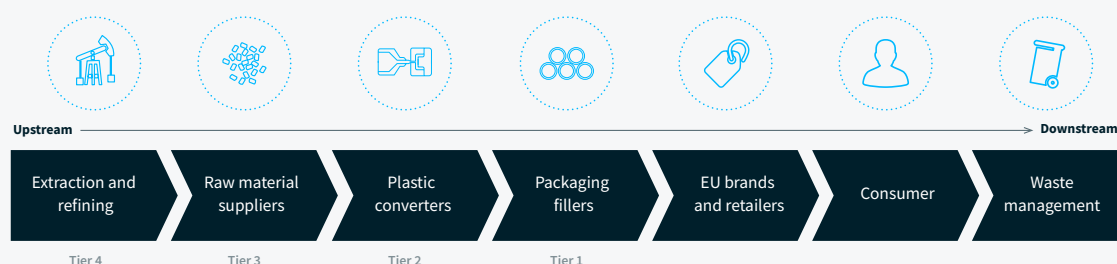 Upstream
Downstream
Extraction and
refining
Raw material
suppliers
Plastic
converters
Packaging
fillers
EU brands
and retailers
Consumer
Waste
management
Tier 4
Tier 3
Tier 2
Tier 1